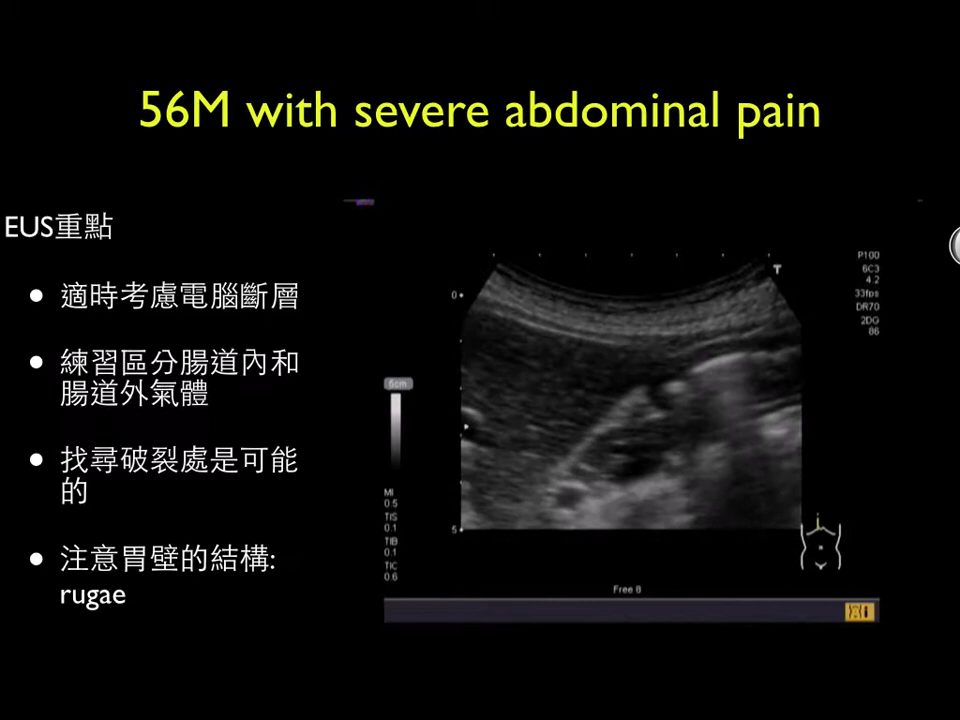 56M with severe abdominal pain
EUS重點
• 適時考慮電腦斷層
• 練習區分腸道內和
腸道外氣體
• 找尋破裂處是可能
的
• 注意胃壁的結構:
rugae
P100
6C3
4.2
33fps
DR70
2DG
86
T
0
6cm
MI
0.5
TIS
0.1
TIB
0.1
TIC
0.6
5
Free 8